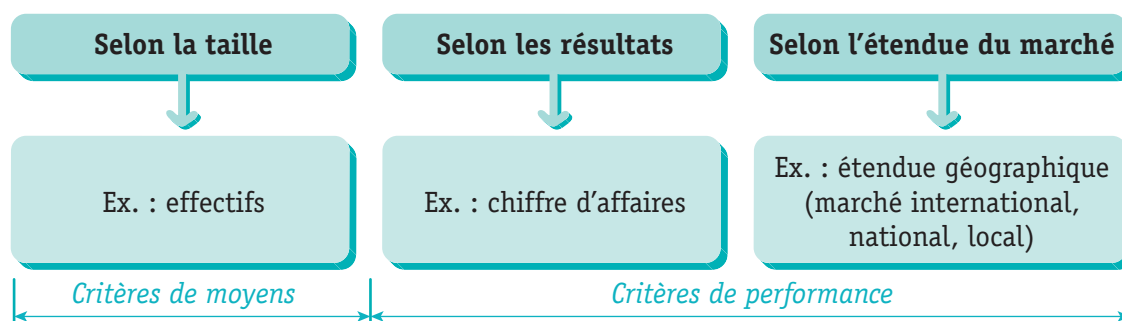 Selon la taille
Selon les résultats
Selon l'étendue du marché
Ex. : effectifs
Ex. : chiffre d'affaires
Ex. : étendue géographique
(marché international,
national, local)
Critères de moyens
Critères de performance